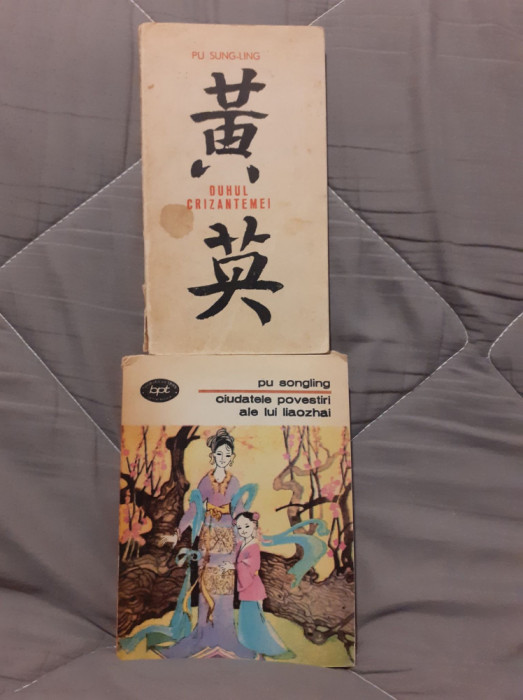 PU SUNG-LING
黃
DUHUL
CRIZANTEMEI
英
bpt
pu songling
ciudatele povestiri
ale lui liaozhai